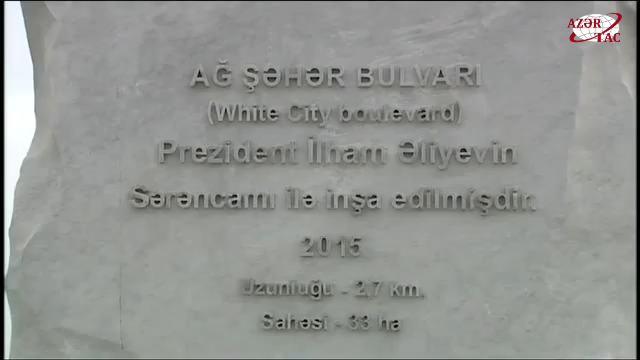 AZƏR
TAC
AĞ ŞƏHƏR BULVARI
(White City boulevard)
Prezident İlham Əliyevin
Sərəncamı ilə inşa edilmişdir.
2015
Uzunluğu - 2,7 km.
Sahəsi - 33 ha